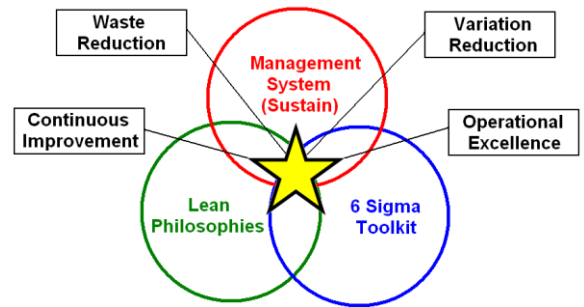 Waste
Reduction
Variation
Reduction
Management
System
(Sustain)
Continuous
Improvement
Operational
Excellence
Lean
Philosophies
6 Sigma
Toolkit